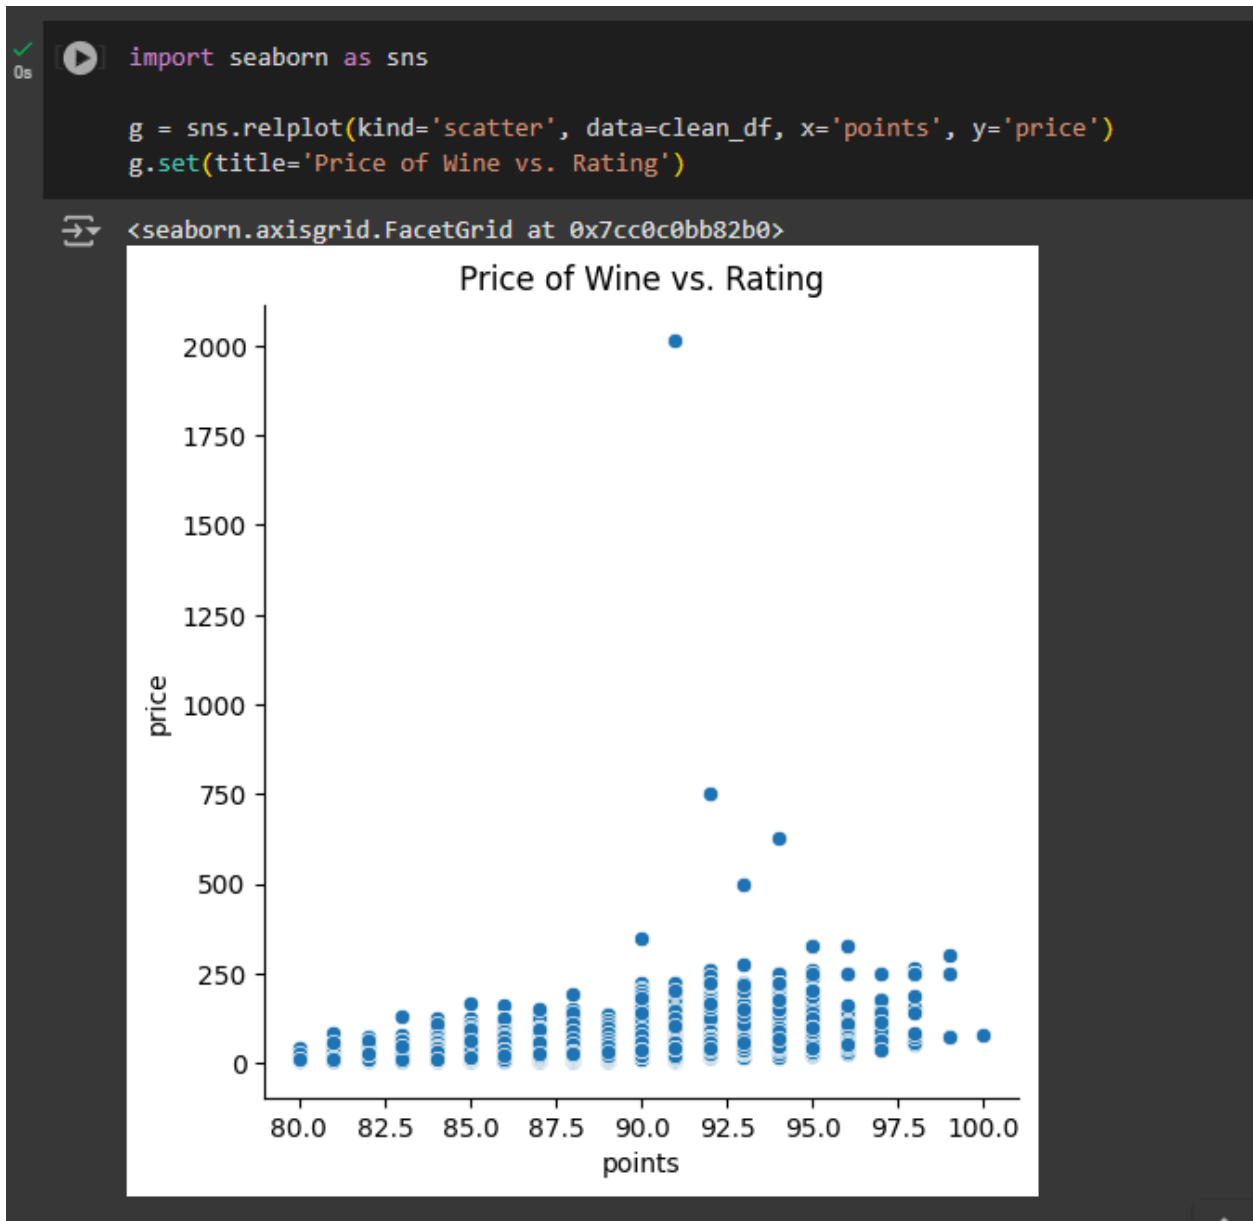 0s
import seaborn as sns
g = sns.relplot(kind='scatter', data=clean_df, x='points', y='price')
g.set(title='Price of Wine vs. Rating')
<seaborn.axisgrid.FacetGrid at 0x7cc0c0bb82b0>
Price of Wine vs. Rating
2000
1750
1500
1250
1000
750
500
250
0
price
80.0 82.5 85.0 87.5 90.0 92.5 95.0 97.5 100.0
points